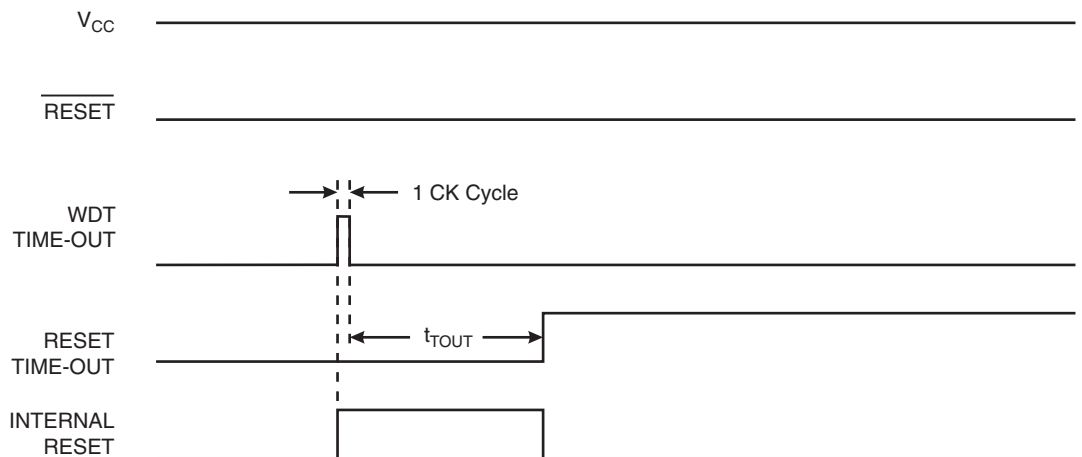 VCC
RESET
1 CK Cycle
WDT
TIME-OUT
RESET
TIME-OUT
tTOUT
INTERNAL
RESET